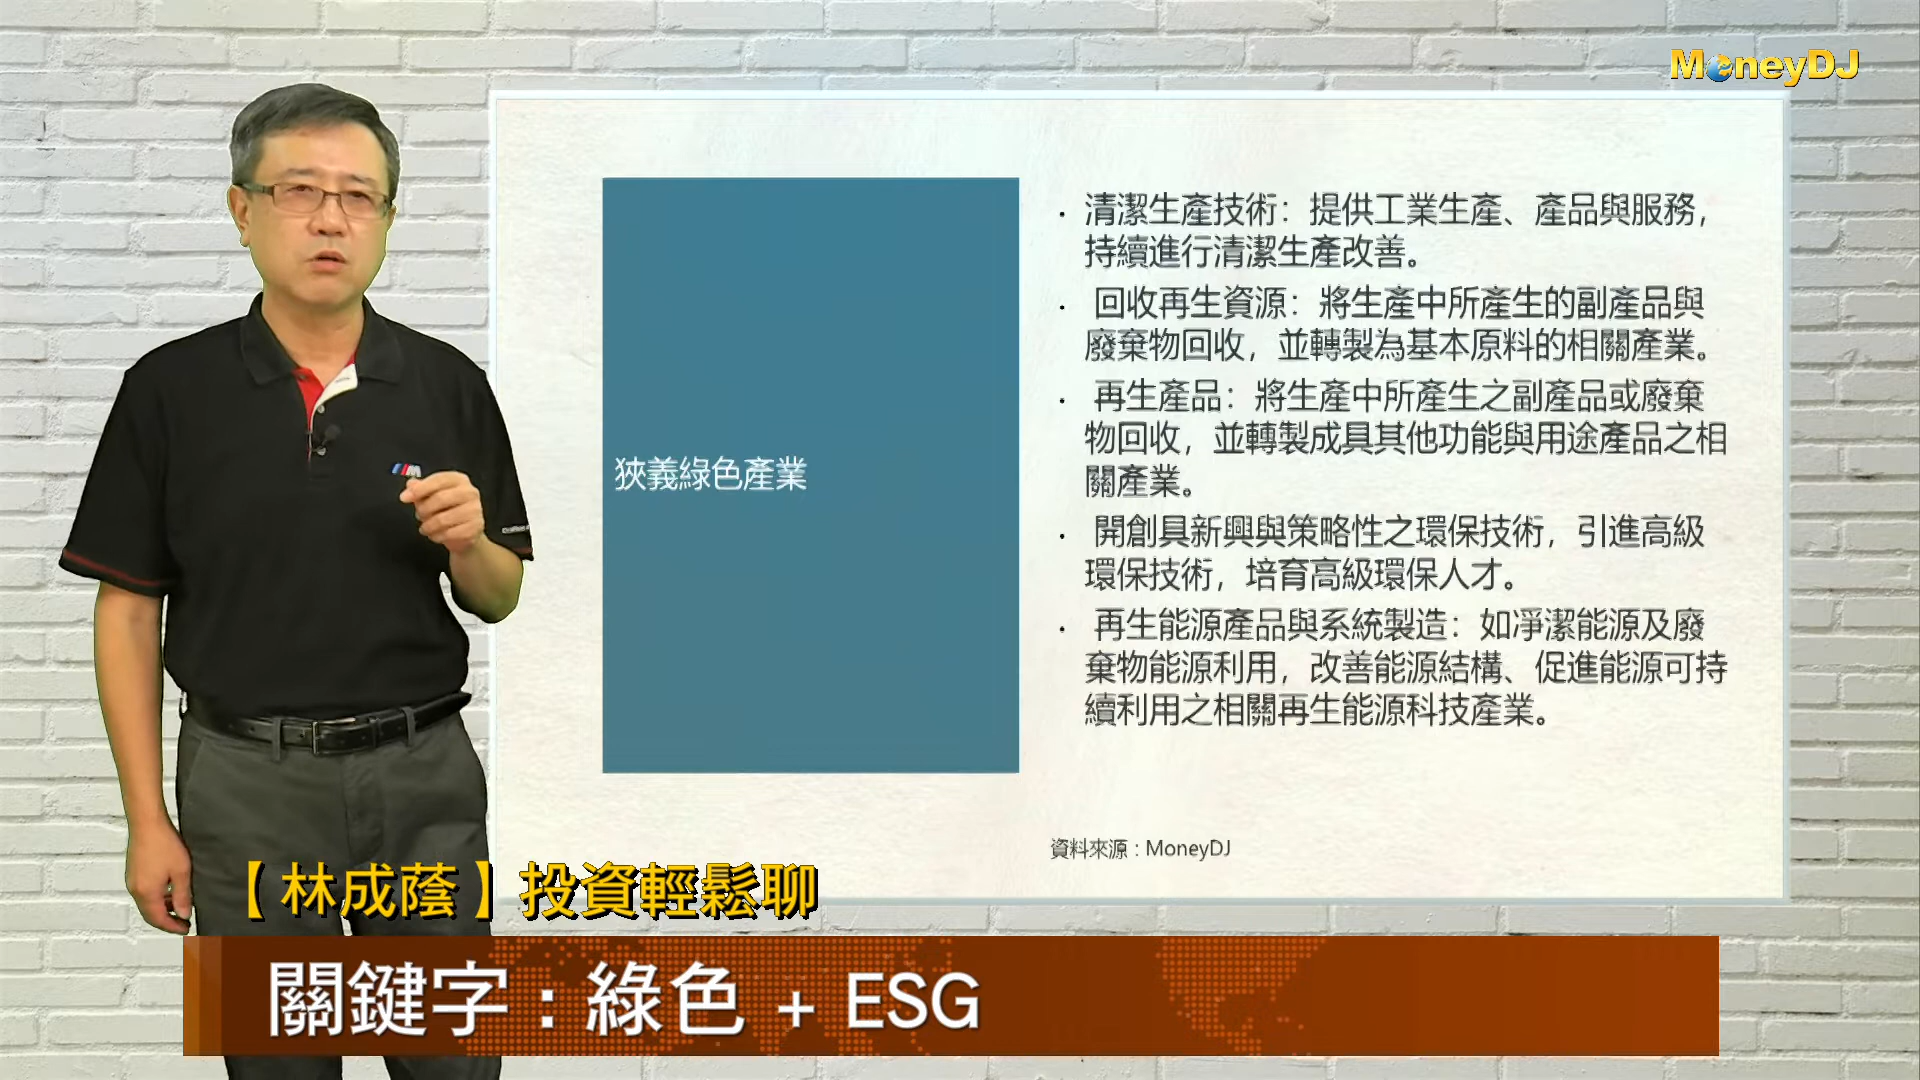 MoneyDJ
狹義綠色產業
· 清潔生產技術：提供工業生產、產品與服務，
持續進行清潔生產改善。
· 回收再生資源：將生產中所產生的副產品與
廢棄物回收，並轉製為基本原料的相關產業。
· 再生產品：將生產中所產生之副產品或廢棄
物回收，並轉製成具其他功能與用途產品之相
關產業。
· 開創具新興與策略性之環保技術，引進高級
環保技術，培育高級環保人才。
· 再生能源產品與系統製造：如淨潔能源及廢
棄物能源利用，改善能源結構、促進能源可持
續利用之相關再生能源科技產業。
資料來源：MoneyDJ
【林成蔭】投資輕鬆聊
關鍵字：綠色 + ESG